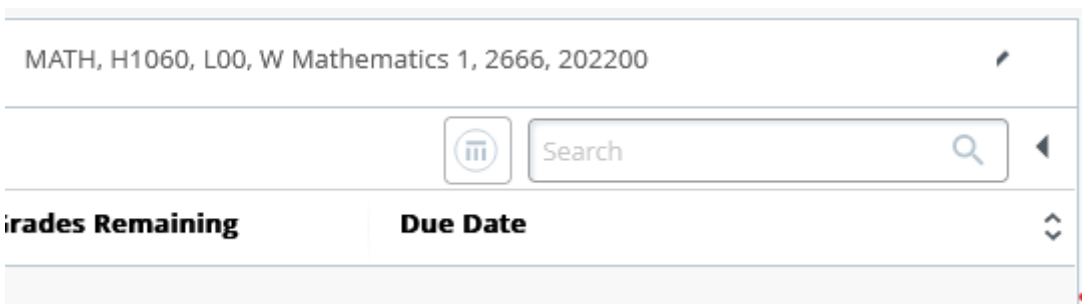 MATH, H1060, L00, W Mathematics 1, 2666, 202200
Search
Grades Remaining
Due Date